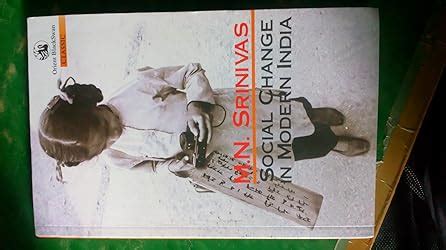 Orient BlackSwan
CLASSIC
M.N. SRINIVAS
SOCIAL CHANGE
IN MODERN INDIA